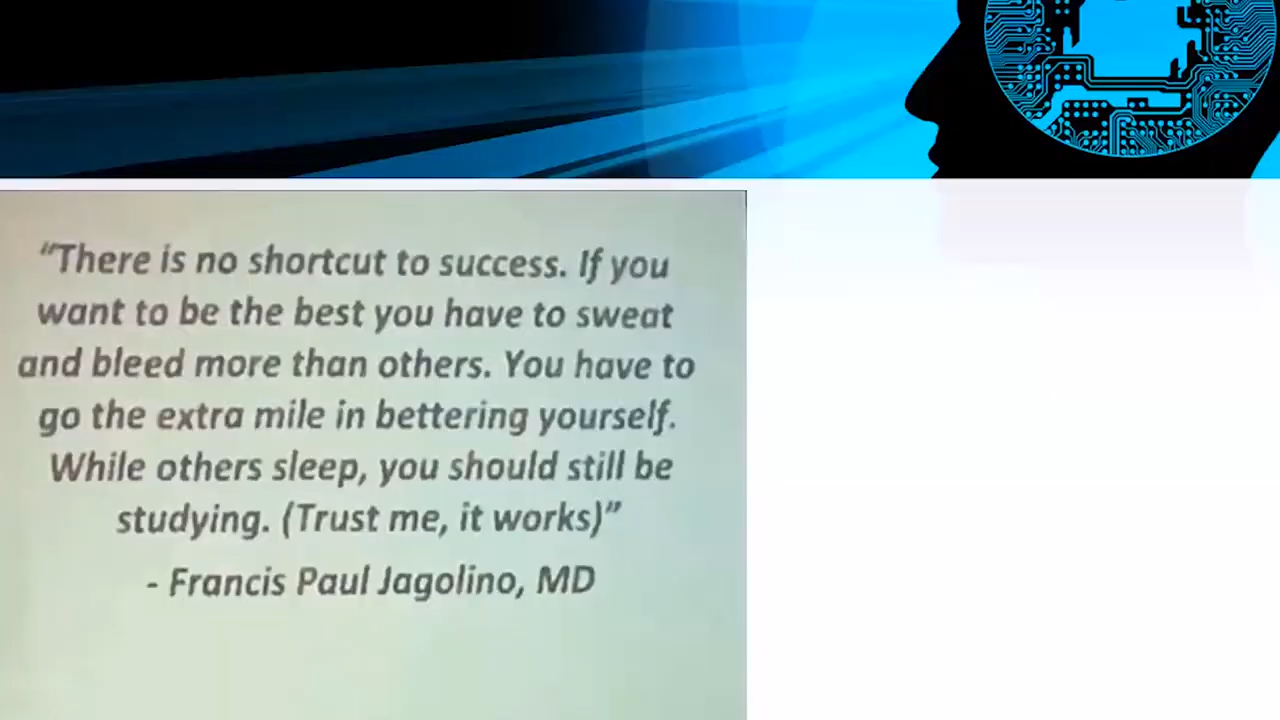 “There is no shortcut to success. If you
want to be the best you have to sweat
and bleed more than others. You have to
go the extra mile in bettering yourself.
While others sleep, you should still be
studying. (Trust me, it works)”
- Francis Paul Jagolino, MD